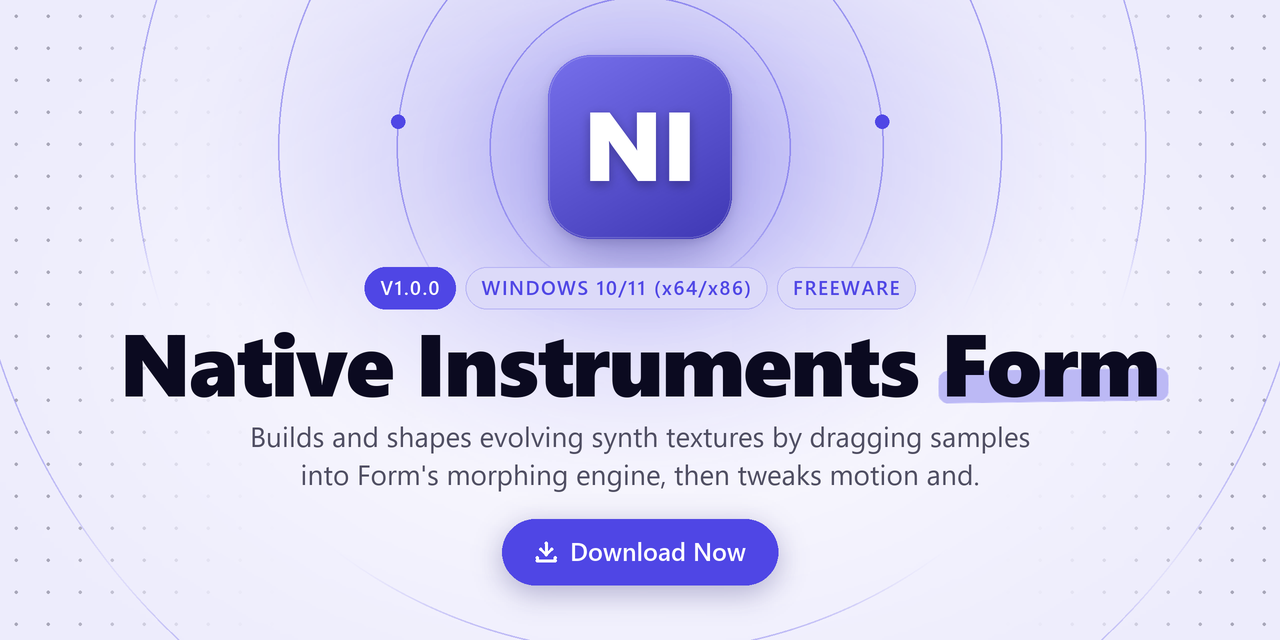 NI
V1.0.0
WINDOWS 10/11 (x64/x86)
FREEWARE
Native Instruments Form
Builds and shapes evolving synth textures by dragging samples
into Form's morphing engine, then tweaks motion and.
Download Now